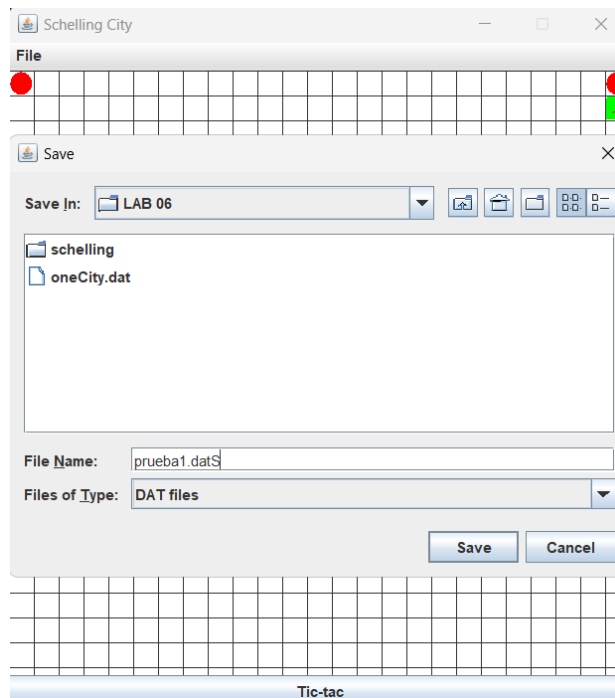 Schelling City
File
Save
Save In: LAB 06
schelling
oneCity.dat
File Name: prueba1.datS
Files of Type: DAT files
Save Cancel
Tic-tac